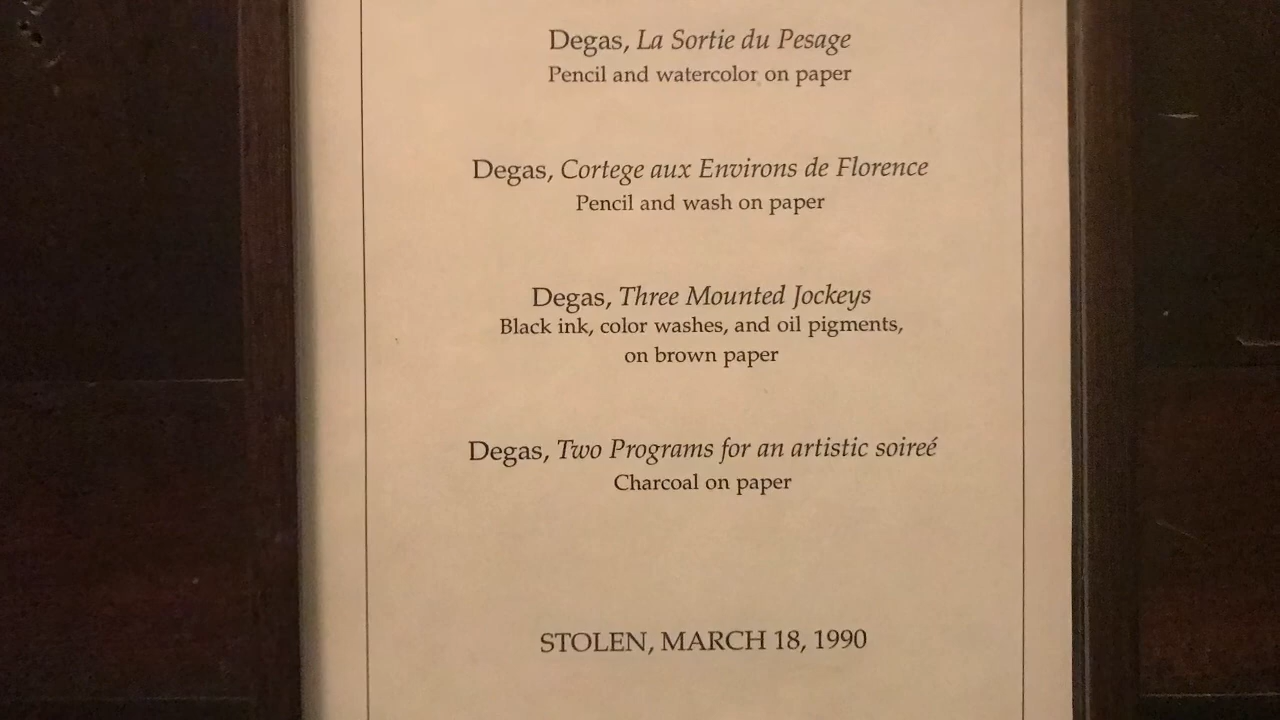 Degas, La Sortie du Pesage
Pencil and watercolor on paper
Degas, Cortege aux Environs de Florence
Pencil and wash on paper
Degas, Three Mounted Jockeys
Black ink, color washes, and oil pigments,
on brown paper
Degas, Two Programs for an artistic soireé
Charcoal on paper
STOLEN, MARCH 18, 1990